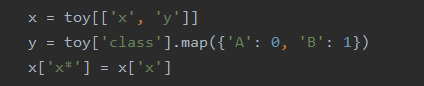 x = toy[['x', 'y']]
y = toy['class'].map({'A': 0, 'B': 1})
x['x*'] = x['x']